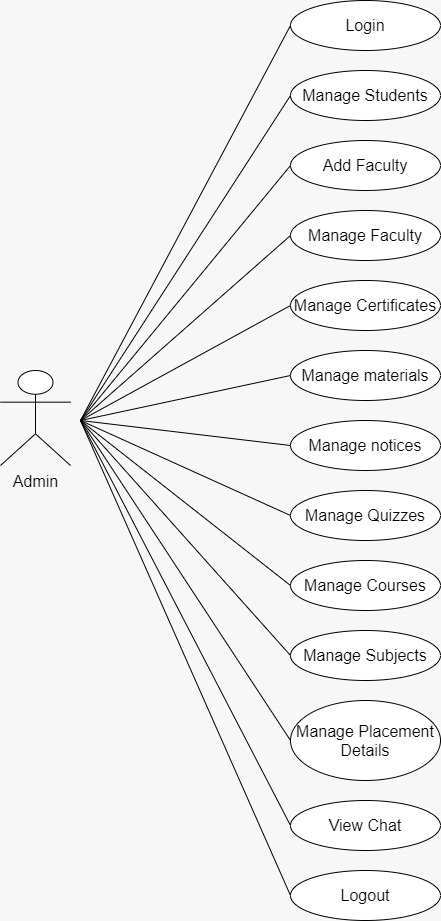 Login
Manage Students
Add Faculty
Manage Faculty
Manage Certificates
Manage materials
Manage notices
Admin
Manage Quizzes
Manage Courses
Manage Subjects
Manage Placement
Details
View Chat
Logout